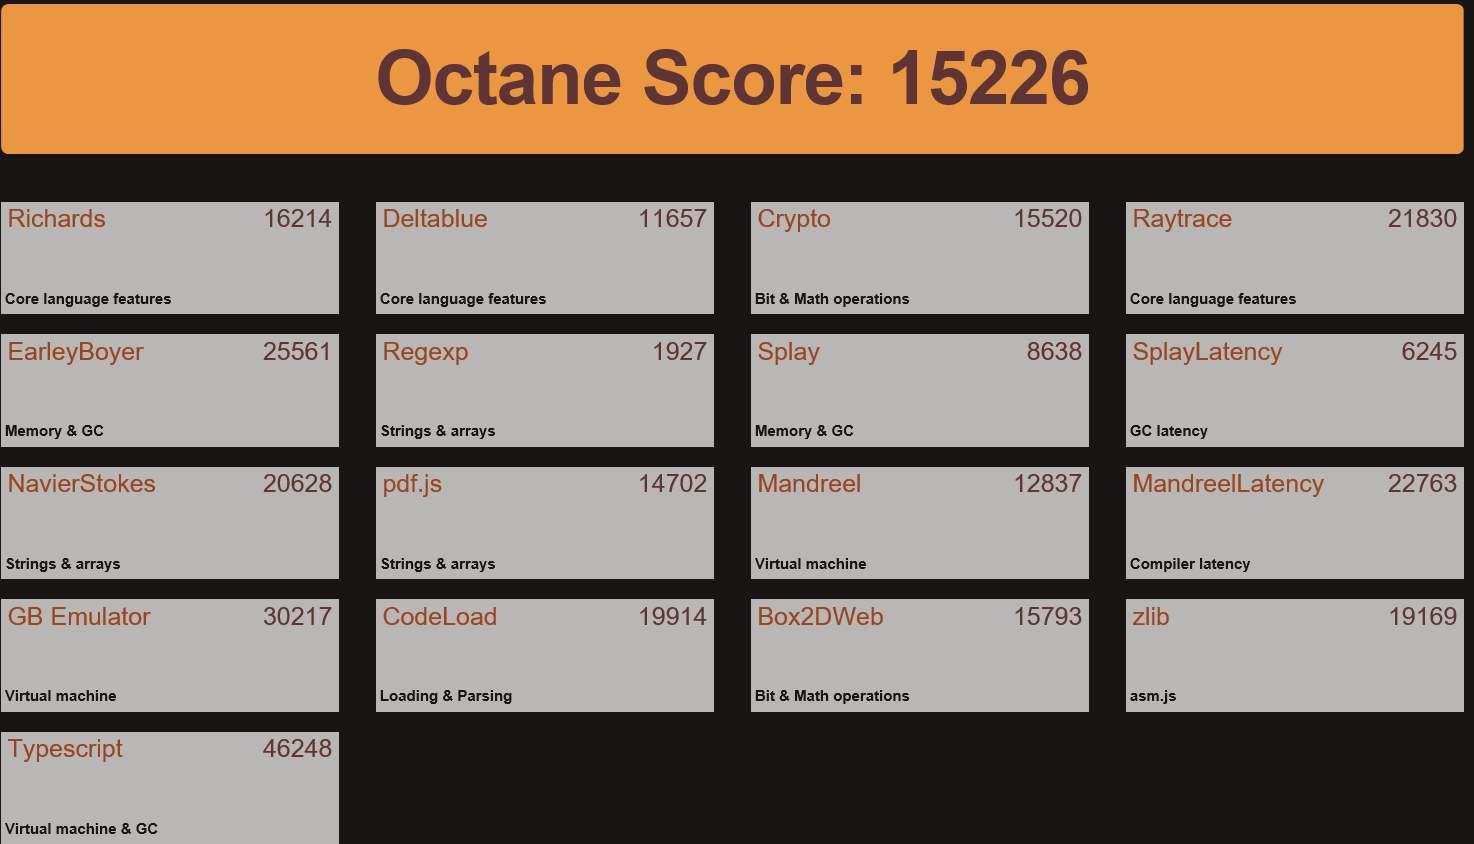 Octane Score: 15226
Richards 16214
Core language features
Deltablue 11657
Core language features
Crypto 15520
Bit & Math operations
Raytrace 21830
Core language features
EarleyBoyer 25561
Memory & GC
Regexp 1927
Strings & arrays
Splay 8638
Memory & GC
SplayLatency 6245
GC latency
NavierStokes 20628
Strings & arrays
pdf.js 14702
Strings & arrays
Mandreel 12837
Virtual machine
MandreelLatency 22763
Compiler latency
GB Emulator 30217
Virtual machine
CodeLoad 19914
Loading & Parsing
Box2DWeb 15793
Bit & Math operations
zlib 19169
asm.js
Typescript 46248
Virtual machine & GC